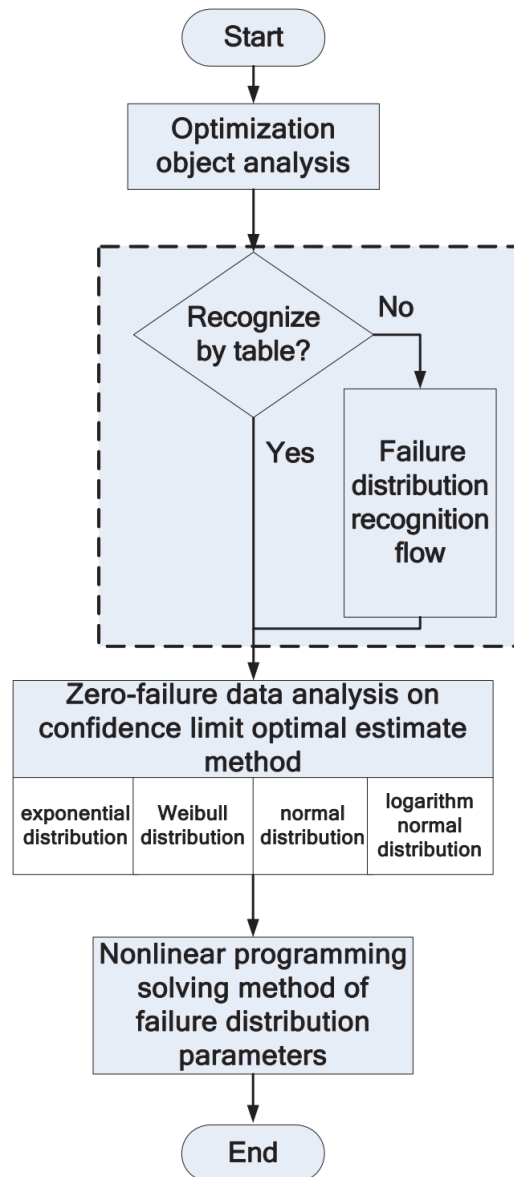 Start
Optimization
object analysis
Recognize
by table?
No
Yes
Failure
distribution
recognition
flow
Zero-failure data analysis on
confidence limit optimal estimate
method
exponential
distribution
Weibull
distribution
normal
distribution
logarithm
normal
distribution
Nonlinear programming
solving method of
failure distribution
parameters
End